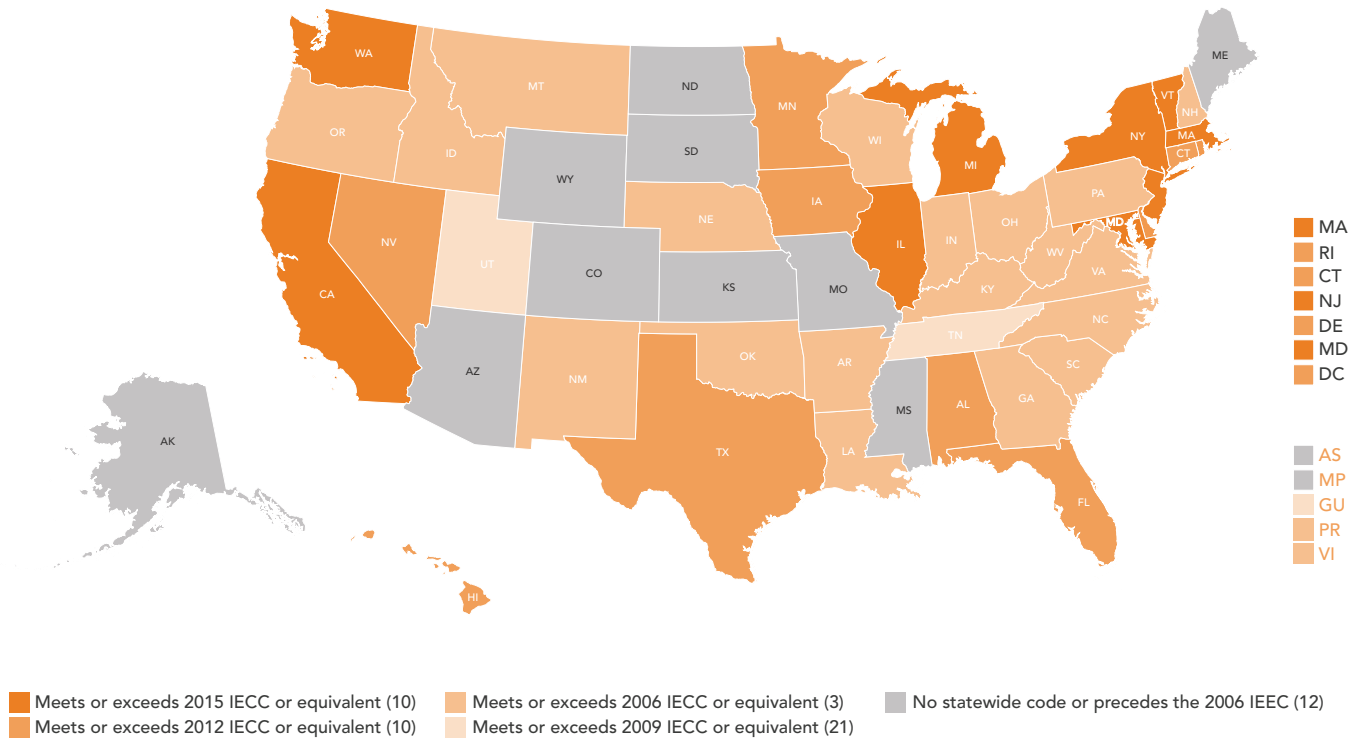 WA
MT
ND
MN
ME
VT
NH
OR
ID
SD
WI
NY
MA
CT
WY
MI
IA
PA
NE
NV
UT
IL
IN
OH
MD
WV
VA
CO
KS
MO
KY
CA
NC
TN
AZ
NM
OK
AR
SC
MS
AL
GA
AK
TX
LA
FL
HI
MA
RI
CT
NJ
DE
MD
DC
AS
MP
GU
PR
VI
Meets or exceeds 2015 IECC or equivalent (10)
Meets or exceeds 2012 IECC or equivalent (10)
Meets or exceeds 2006 IECC or equivalent (3)
Meets or exceeds 2009 IECC or equivalent (21)
No statewide code or precedes the 2006 IEEC (12)